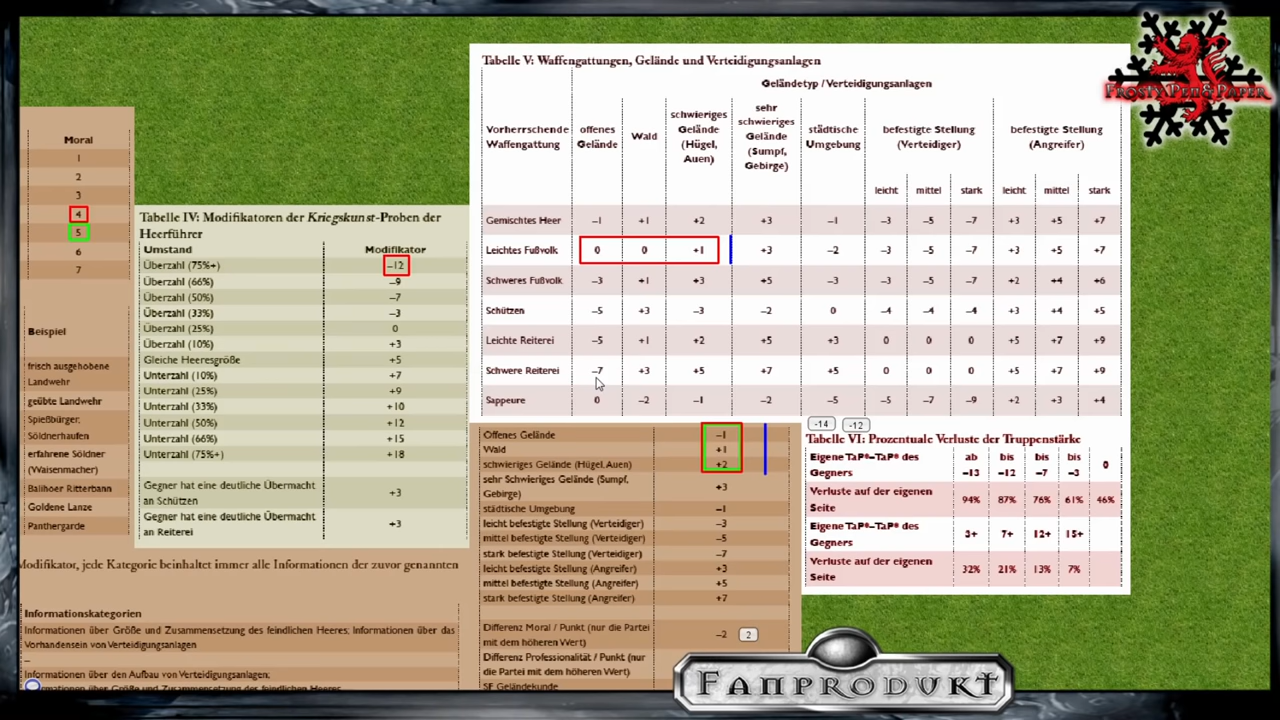 FROSTY PEN & PAPER
Moral
1
2
3
4
5
6
7
Beispiel
frisch ausgehobene
Landwehr
geübte Landwehr
Spießbürger,
Söldnerhaufen
erfahrene Söldner
(Waisenmacher)
Balihoer Ritterbann
Goldene Lanze
Panthergarde
Tabelle IV: Modifikatoren der Kriegskunst-Proben der
Heerführer
Umstand Modifikator
Überzahl (75%+) –12
Überzahl (66%) –9
Überzahl (50%) –7
Überzahl (33%) –3
Überzahl (25%) 0
Überzahl (10%) +3
Gleiche Heeresgröße +5
Unterzahl (10%) +7
Unterzahl (25%) +9
Unterzahl (33%) +10
Unterzahl (50%) +12
Unterzahl (66%) +15
Unterzahl (75%+) +18
Gegner hat eine deutliche Übermacht
an Schützen +3
Gegner hat eine deutliche Übermacht
an Reiterei +3
Modifikator, jede Kategorie beinhaltet immer alle Informationen der zuvor genannten
Informationskategorien
Informationen über Größe und Zusammensetzung des feindlichen Heeres; Informationen über das
Vorhandensein von Verteidigungsanlagen
–
Informationen über den Aufbau von Verteidigungsanlagen;
Informationen über Größe und Zusammensetzung des feindlichen Heeres
Tabelle V: Waffengattungen, Gelände und Verteidigungsanlagen
Geländetyp / Verteidigungsanlagen
Vorherrschende
Waffengattung
offenes
Gelände
Wald
schwieriges
Gelände
(Hügel,
Auen)
sehr
schwieriges
Gelände
(Sumpf,
Gebirge)
städtische
Umgebung
befestigte Stellung
(Verteidiger)
befestigte Stellung
(Angreifer)
leicht mittel stark leicht mittel stark
Gemischtes Heer –1 +1 +2 +3 –1 –3 –5 –7 +3 +5 +7
Leichtes Fußvolk 0 0 +1 +3 –2 –3 –5 –7 +3 +5 +7
Schweres Fußvolk –3 +1 +3 +5 –3 –3 –5 –7 +2 +4 +6
Schützen –5 +3 –3 –2 0 –4 –4 –4 +3 +4 +5
Leichte Reiterei –5 +1 +2 +5 +3 0 0 0 +5 +7 +9
Schwere Reiterei –7 +3 +5 +7 +5 0 0 0 +5 +7 +9
Sappeure 0 –2 –1 –2 –5 –5 –7 –9 +2 +3 +4
Offenes Gelände –1
Wald +1
schwieriges Gelände (Hügel, Auen) +2
sehr Schwieriges Gelände (Sumpf,
Gebirge) +3
städtische Umgebung –1
leicht befestigte Stellung (Verteidiger) –3
mittel befestigte Stellung (Verteidiger) –5
stark befestigte Stellung (Verteidiger) –7
leicht befestigte Stellung (Angreifer) +3
mittel befestigte Stellung (Angreifer) +5
stark befestigte Stellung (Angreifer) +7
Differenz Moral / Punkt (nur die Partei
mit dem höheren Wert) –2 2
Differenz Professionalität / Punkt (nur
die Partei mit dem höheren Wert)
SF Geländekunde
-14 -12
Tabelle VI: Prozentuale Verluste der Truppenstärke
Eigene TaP*–TaP* des
Gegners
ab
–13
bis
–12
bis
–7
bis
–3
0
Verluste auf der eigenen
Seite
94% 87% 76% 61% 46%
Eigene TaP*–TaP* des
Gegners
3+ 7+ 12+ 15+
Verluste auf der eigenen
Seite
32% 21% 13% 7%
FANPRODUKT